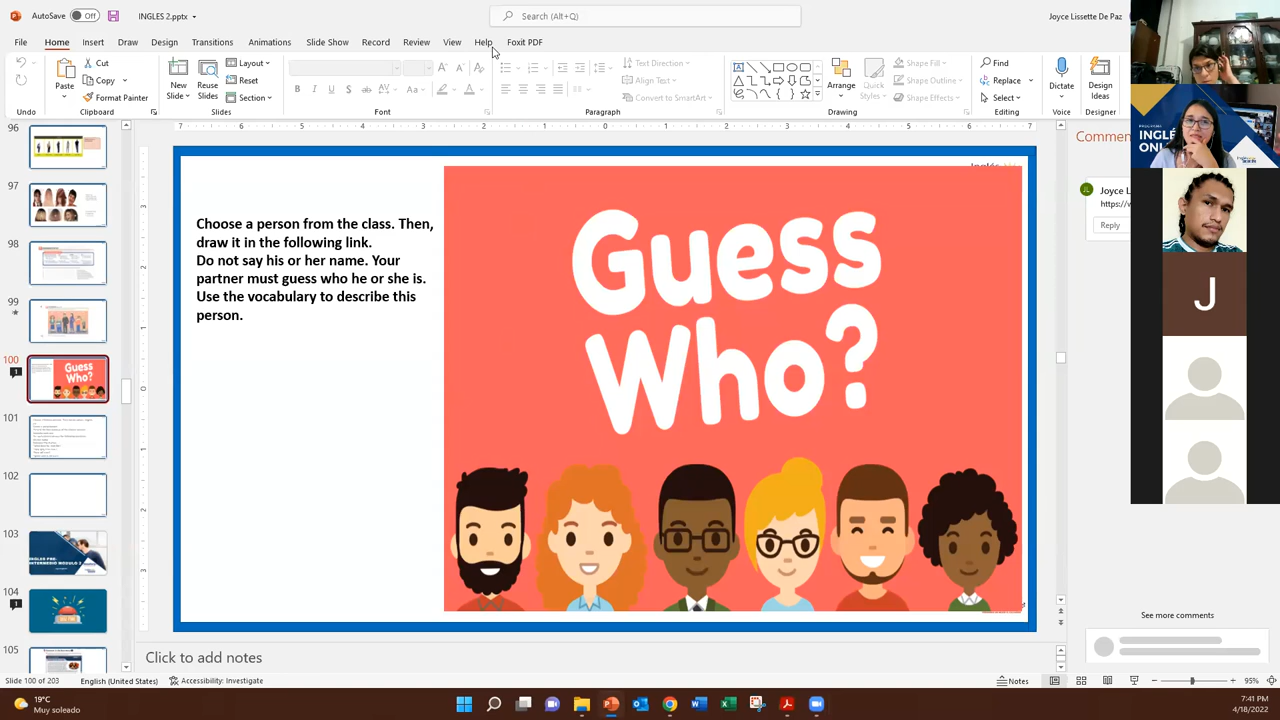 AutoSave Off INGLES 2.pptx
Search (Alt+Q)
Joyce Lissette De Paz
File Home Insert Draw Design Transitions Animations Slide Show Record Review View Help Foxit PDF
Paste
Cut
Copy
Format Painter
New Slide
Reuse Slides
Layout
Reset
Section
Text Direction
Align Text
Convert to SmartArt
Arrange
Quick Styles
Shape Fill
Shape Outline
Shape Effects
Find
Replace
Select
Dictate
Design Ideas
Undo Clipboard Slides Font Paragraph Drawing Editing Voice Designer
96
97
98
99
100
101
102
103
104
105
Guess Who?
Choose a person from the class. Then,
draw it in the following link.
Do not say his or her name. Your
partner must guess who he or she is.
Use the vocabulary to describe this
person.
Guess
Who?
Commen
Joyce L
https://v
Reply
J
See more comments
Click to add notes
Slide 100 of 203 English (United States) Accessibility: Investigate Notes 95%
19°C
Muy soleado
7:41 PM
4/18/2022